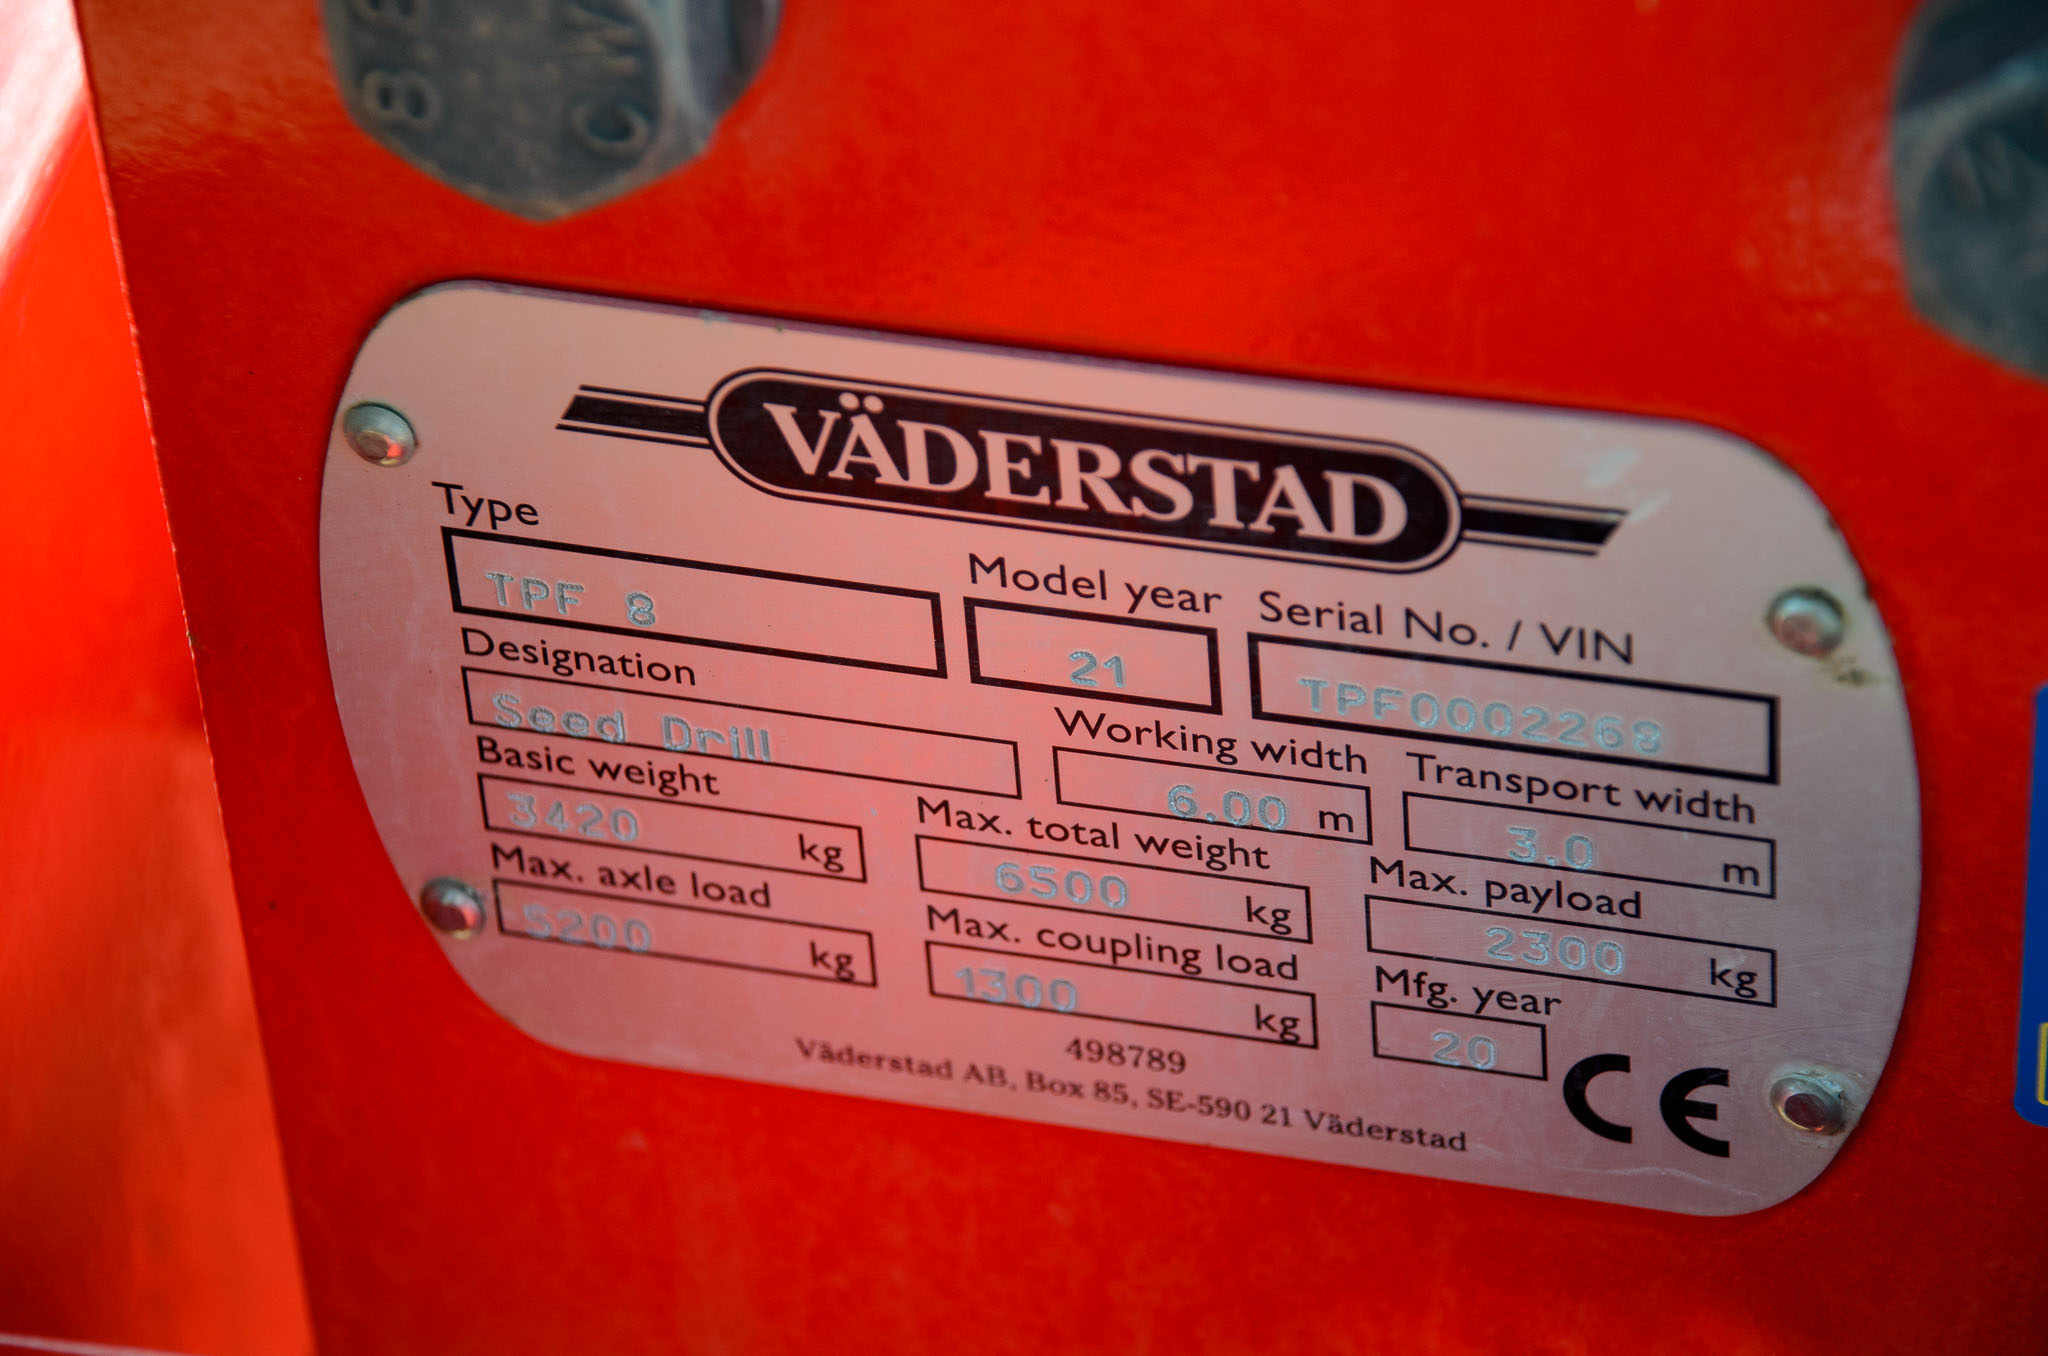 8.8
CW
VÄDERSTAD
Type
TPF 8
Model year
21
Serial No. / VIN
TPF0002268
Designation
Seed Drill
Working width
6.00 m
Transport width
3.0 m
Basic weight
3420 kg
Max. total weight
6500 kg
Max. payload
2300 kg
Max. axle load
5200 kg
Max. coupling load
1300 kg
Mfg. year
20
498789
Väderstad AB, Box 85, SE-590 21 Väderstad
CE